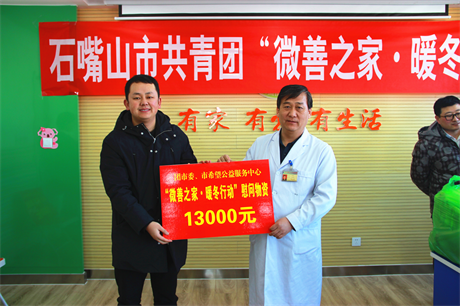 石嘴山市共青团“微善之家·暖冬
有家 有爱 有生活
团市委、市希望公益服务中心
“微善之家·暖冬行动”慰问物资
13000元